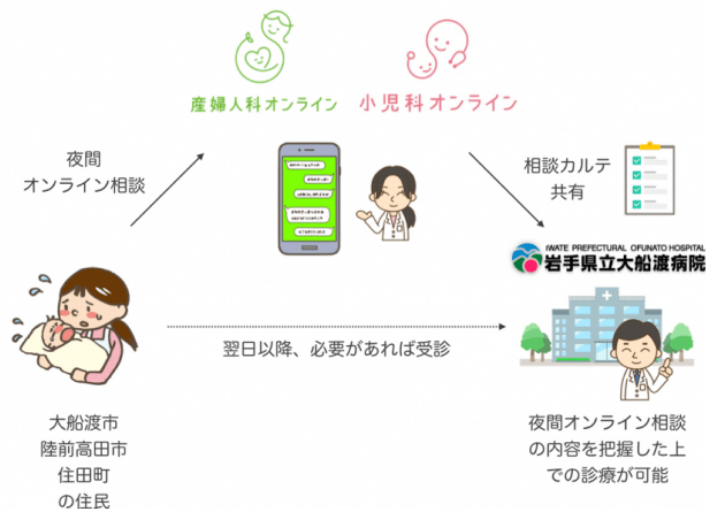 産婦人科オンライン
小児科オンライン
夜間
オンライン相談
相談カルテ
共有
IWATE PREFECTURAL OFUNATO HOSPITAL
岩手県立大船渡病院
翌日以降、必要があれば受診
大船渡市
陸前高田市
住田町
の住民
夜間オンライン相談
の内容を把握した上
での診療が可能